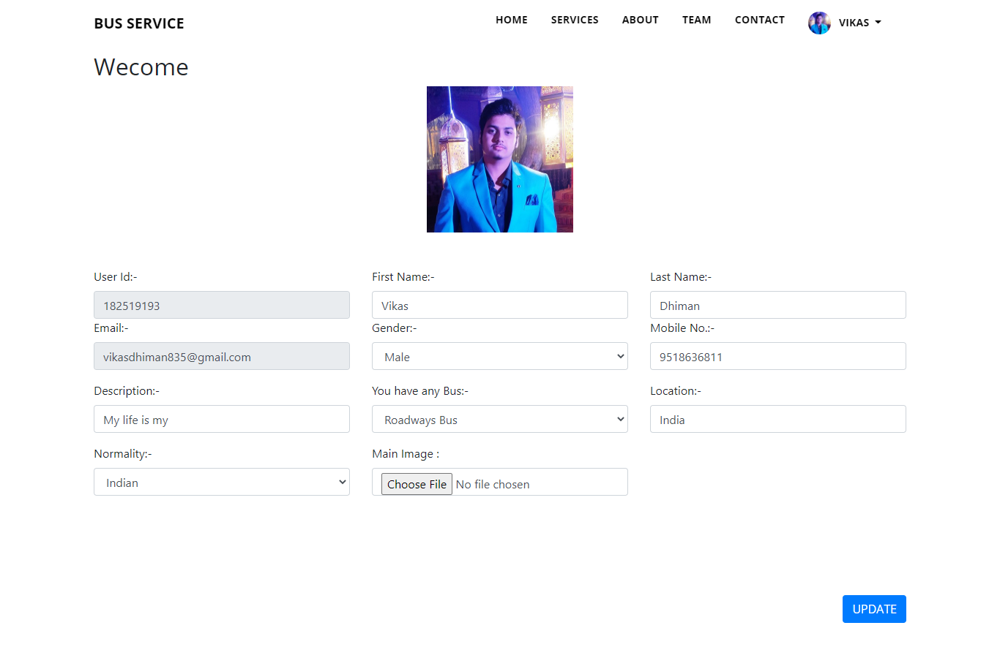 BUS SERVICE HOME SERVICES ABOUT TEAM CONTACT VIKAS
Wecome
User Id:- First Name:- Last Name:-
182519193 Vikas Dhiman
Email:- Gender:- Mobile No.:-
vikasdhiman835@gmail.com Male 9518636811
Description:- You have any Bus:- Location:-
My life is my Roadways Bus India
Normality:- Main Image :
Indian Choose File No file chosen
UPDATE